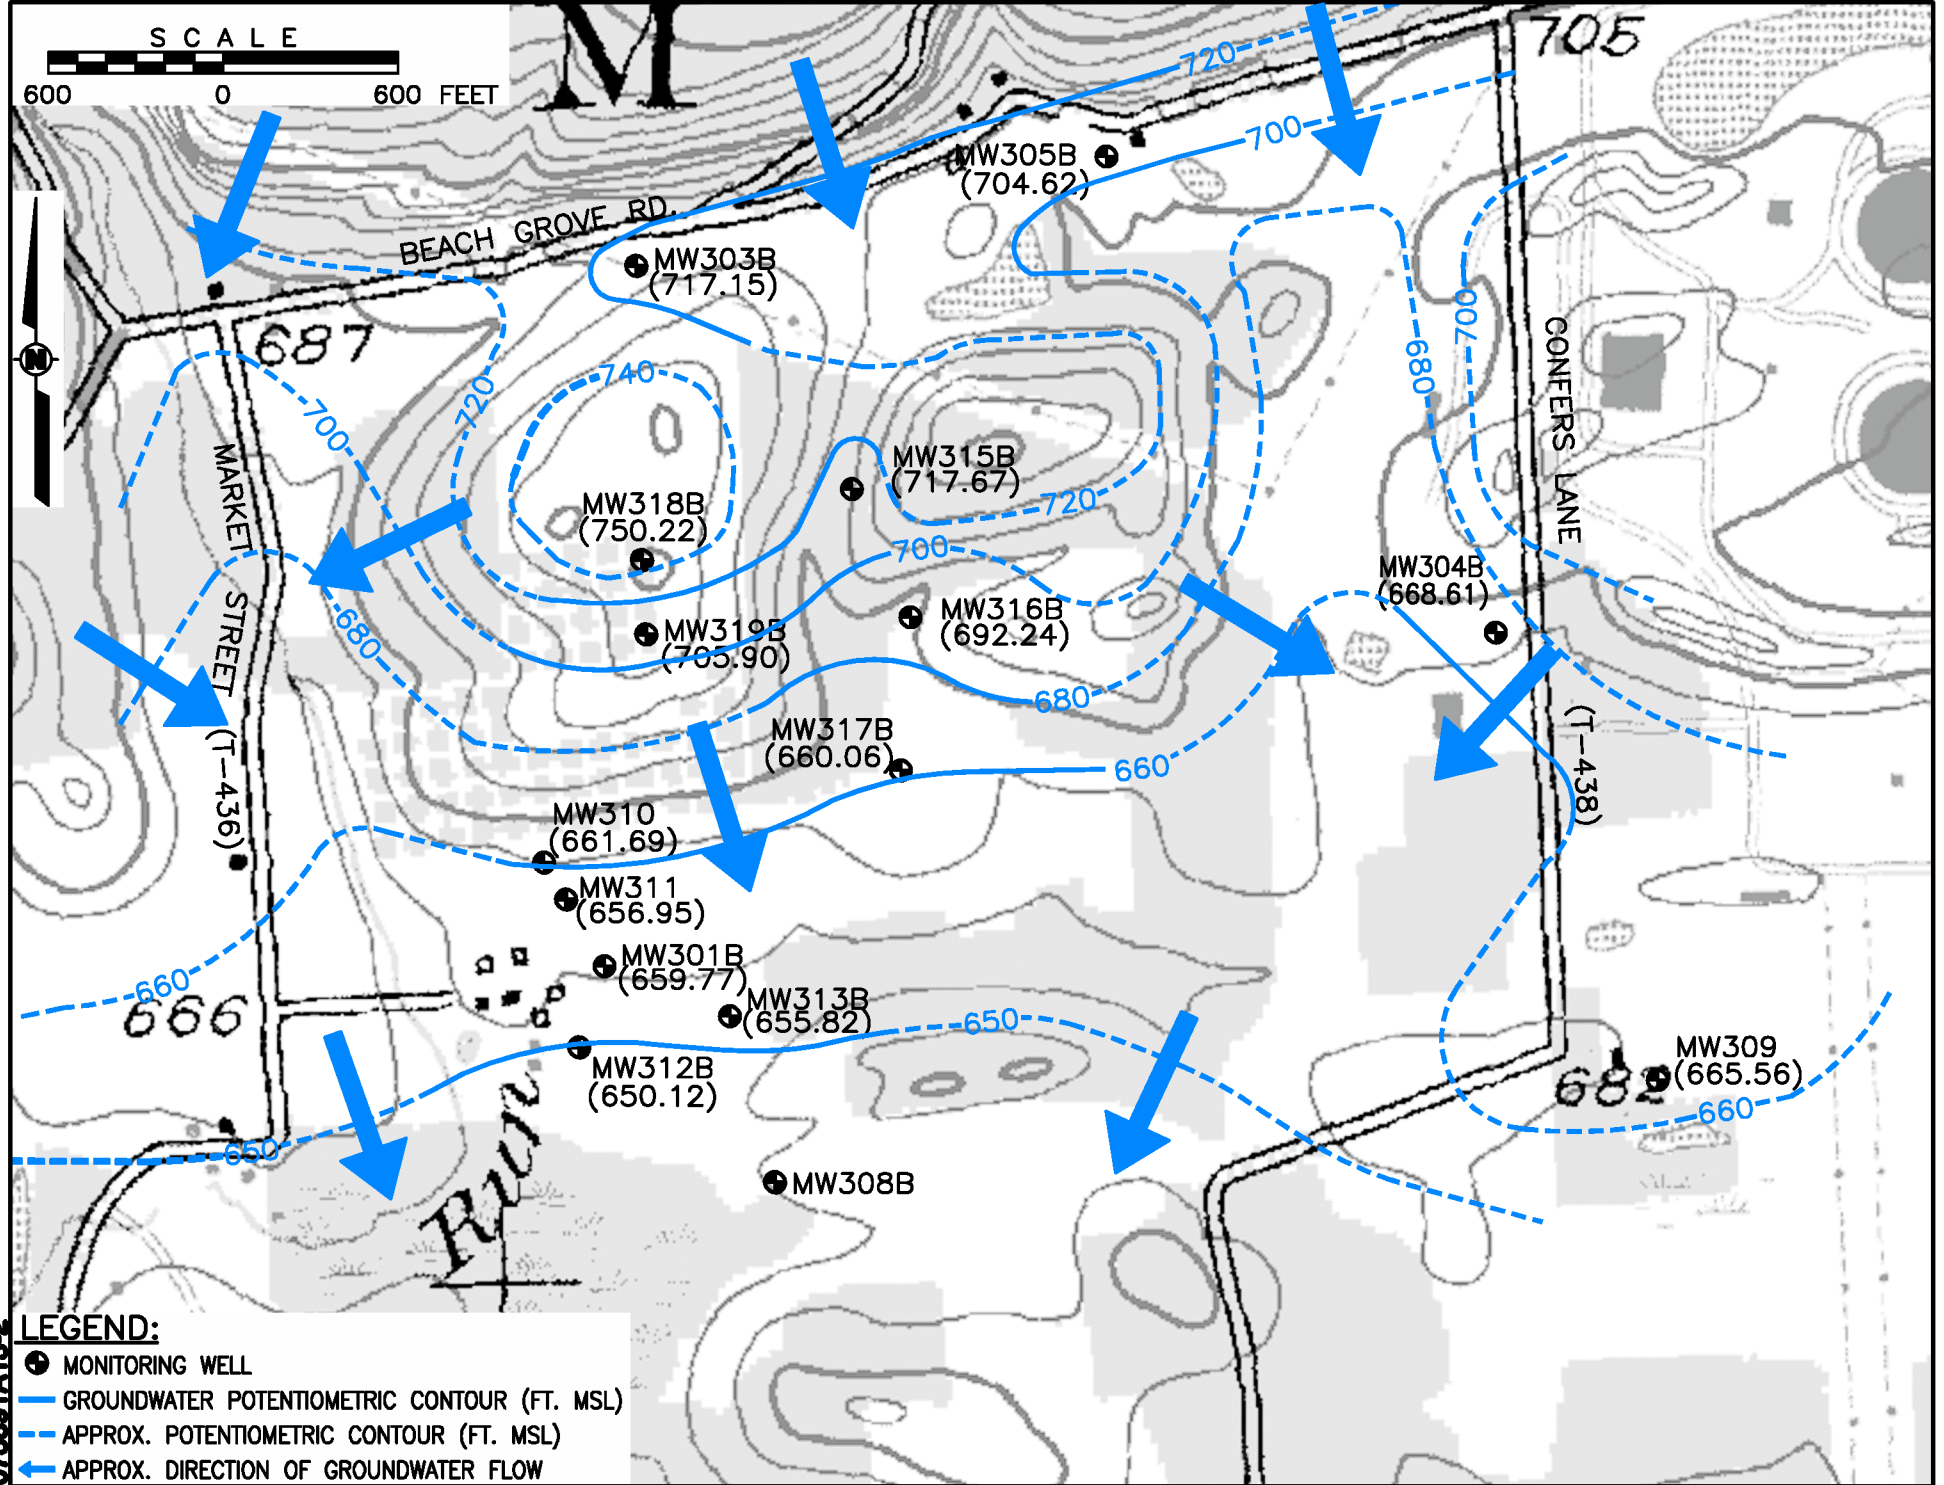 SCALE
600 0 600 FEET
M
705
720
700
MW305B
(704.62)
BEACH GROVE RD.
MW303B
(717.15)
687
740
720
700
700
680
CONFERS LANE
MARKET STREET (T-436)
MW315B
(717.67)
720
MW318B
(750.22)
700
MW304B
(668.61)
MW316B
(692.24)
MW319B
(705.90)
680
680
(T-438)
MW317B
(660.06)
660
MW310
(661.69)
MW311
(656.95)
MW301B
(659.77)
660
666
MW313B
(655.82)
650
MW312B
(650.12)
MW309
(665.56)
682
660
650
Run
MW308B
N
LEGEND:
MONITORING WELL
GROUNDWATER POTENTIOMETRIC CONTOUR (FT. MSL)
APPROX. POTENTIOMETRIC CONTOUR (FT. MSL)
APPROX. DIRECTION OF GROUNDWATER FLOW